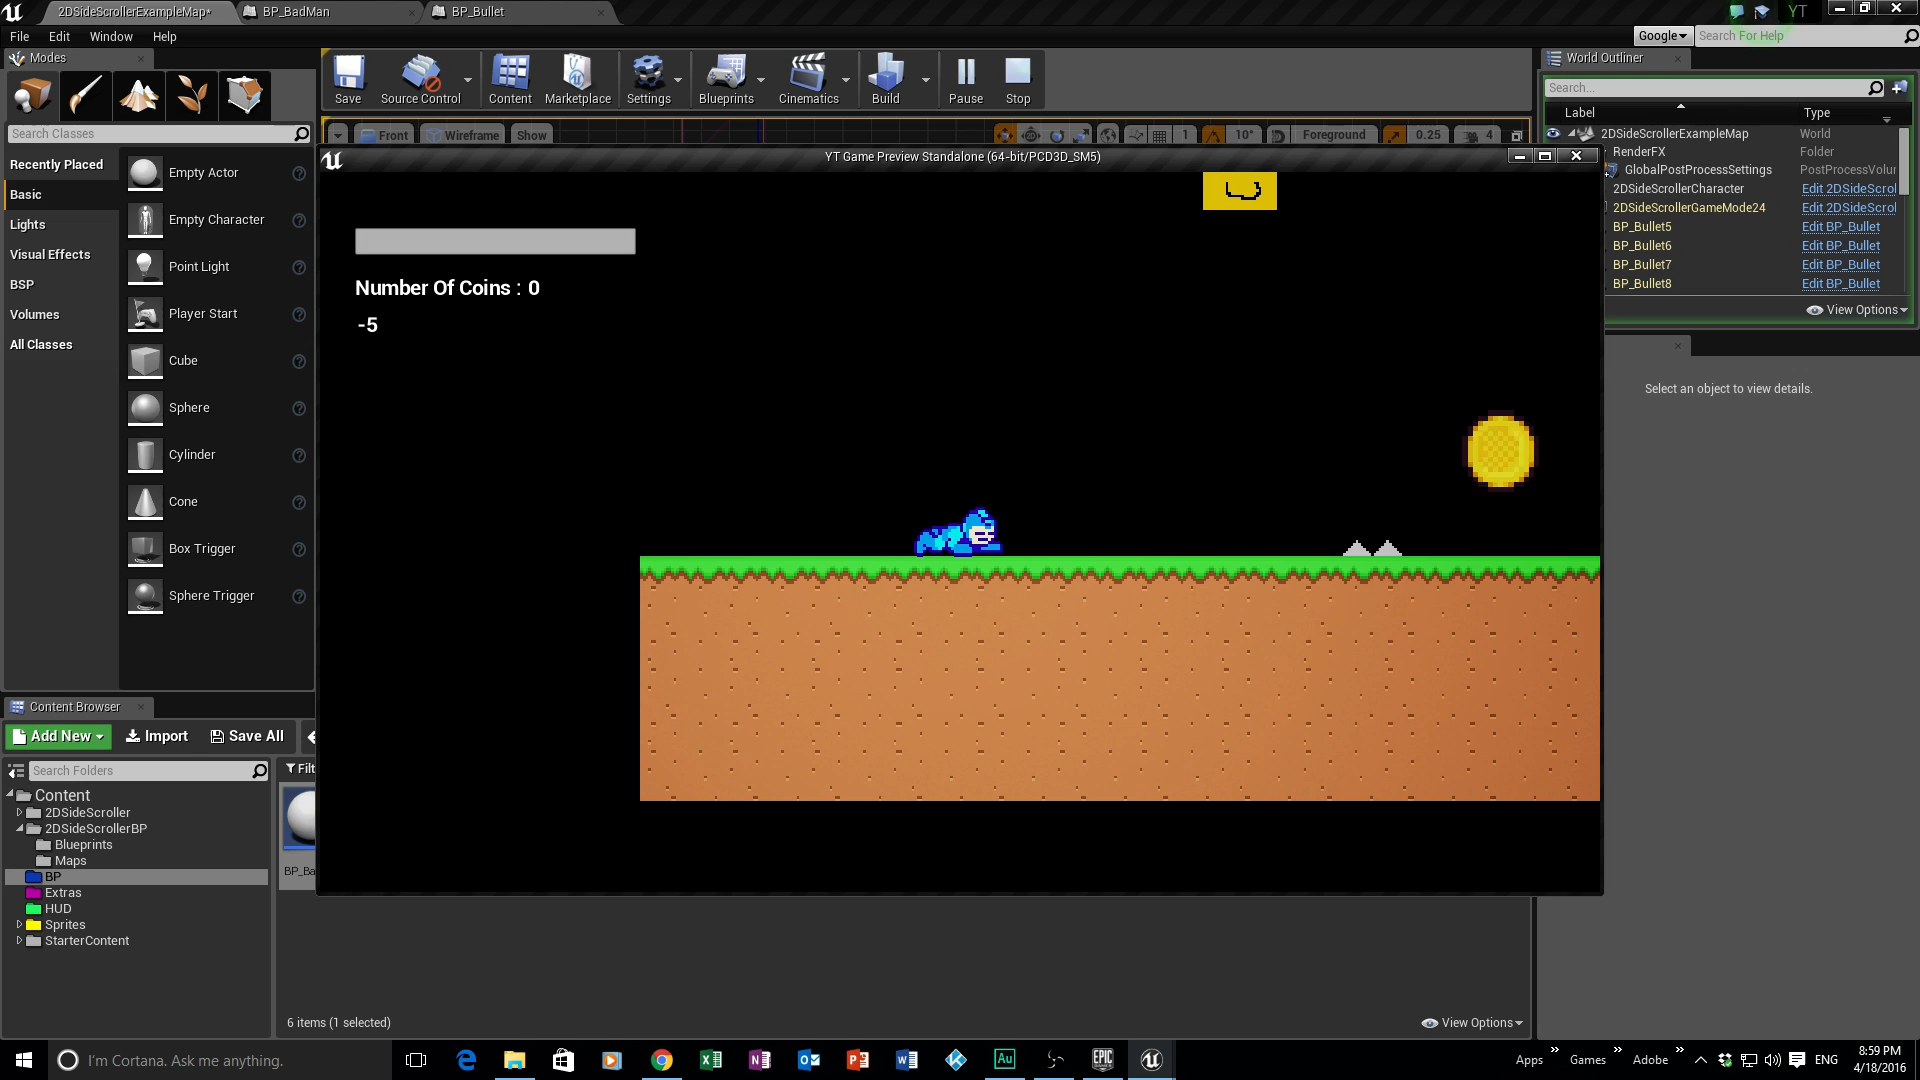 2DSideScrollerExampleMap*
BP_BadMan
BP_Bullet
YT
File Edit Window Help
Google
Search For Help
Modes
Search Classes
Recently Placed
Basic
Lights
Visual Effects
BSP
Volumes
All Classes
Empty Actor
Empty Character
Point Light
Player Start
Cube
Sphere
Cylinder
Cone
Box Trigger
Sphere Trigger
Save
Source Control
Content
Marketplace
Settings
Blueprints
Cinematics
Build
Pause
Stop
Front Wireframe Show
1 10° Foreground 0.25 4
YT Game Preview Standalone (64-bit/PCD3D_SM5)
Number Of Coins : 0
-5
World Outliner
Search...
Label Type
2DSideScrollerExampleMap World
RenderFX Folder
GlobalPostProcessSettings PostProcessVolu
2DSideScrollerCharacter Edit 2DSideScrol
2DSideScrollerGameMode24 Edit 2DSideScrol
BP_Bullet5 Edit BP_Bullet
BP_Bullet6 Edit BP_Bullet
BP_Bullet7 Edit BP_Bullet
BP_Bullet8 Edit BP_Bullet
View Options
Select an object to view details.
Content Browser
Add New Import Save All
Search Folders
Filt
Content
2DSideScroller
2DSideScrollerBP
Blueprints
Maps
BP
Extras
HUD
Sprites
StarterContent
BP_Ba
6 items (1 selected)
View Options
I'm Cortana. Ask me anything.
Au
EPIC
Apps » Games » Adobe »
ENG
8:59 PM
4/18/2016